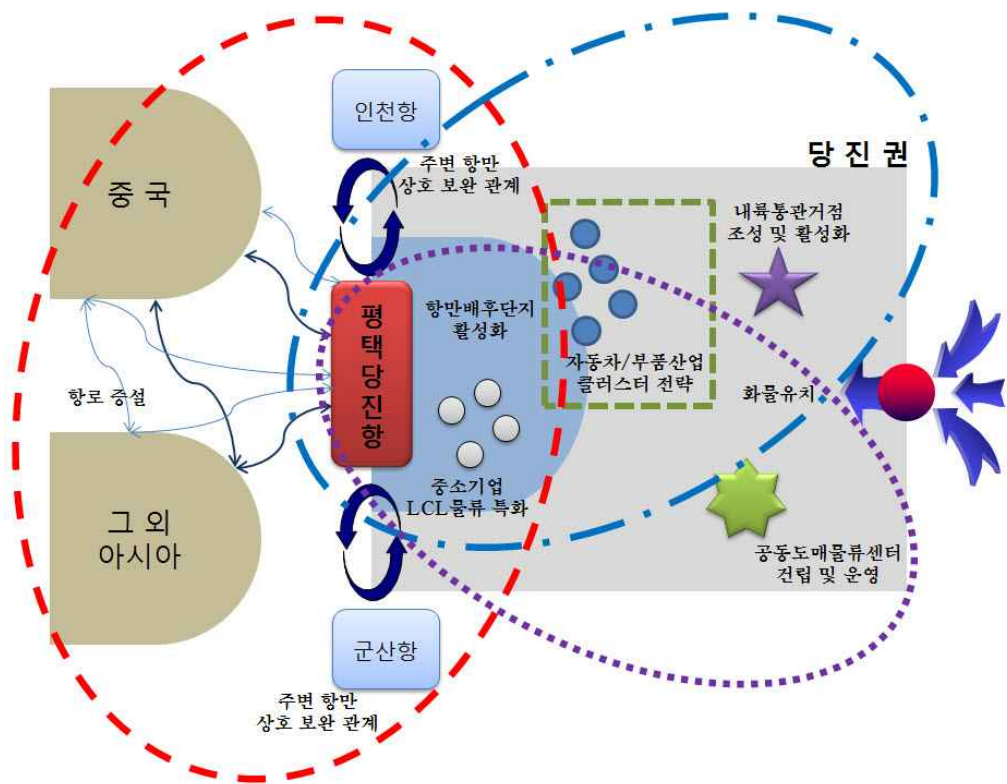 인천항
당 진 권
주변 항만
상호 보완 관계
중 국
내륙통관거점
조성 및 활성화
평택당진항
항만배후단지
활성화
자동차/부품산업
클러스터 전략
화물유치
항로 증설
중소기업
LCL물류 특화
그 외
아시아
공동도매물류센터
건립 및 운영
군산항
주변 항만
상호 보완 관계